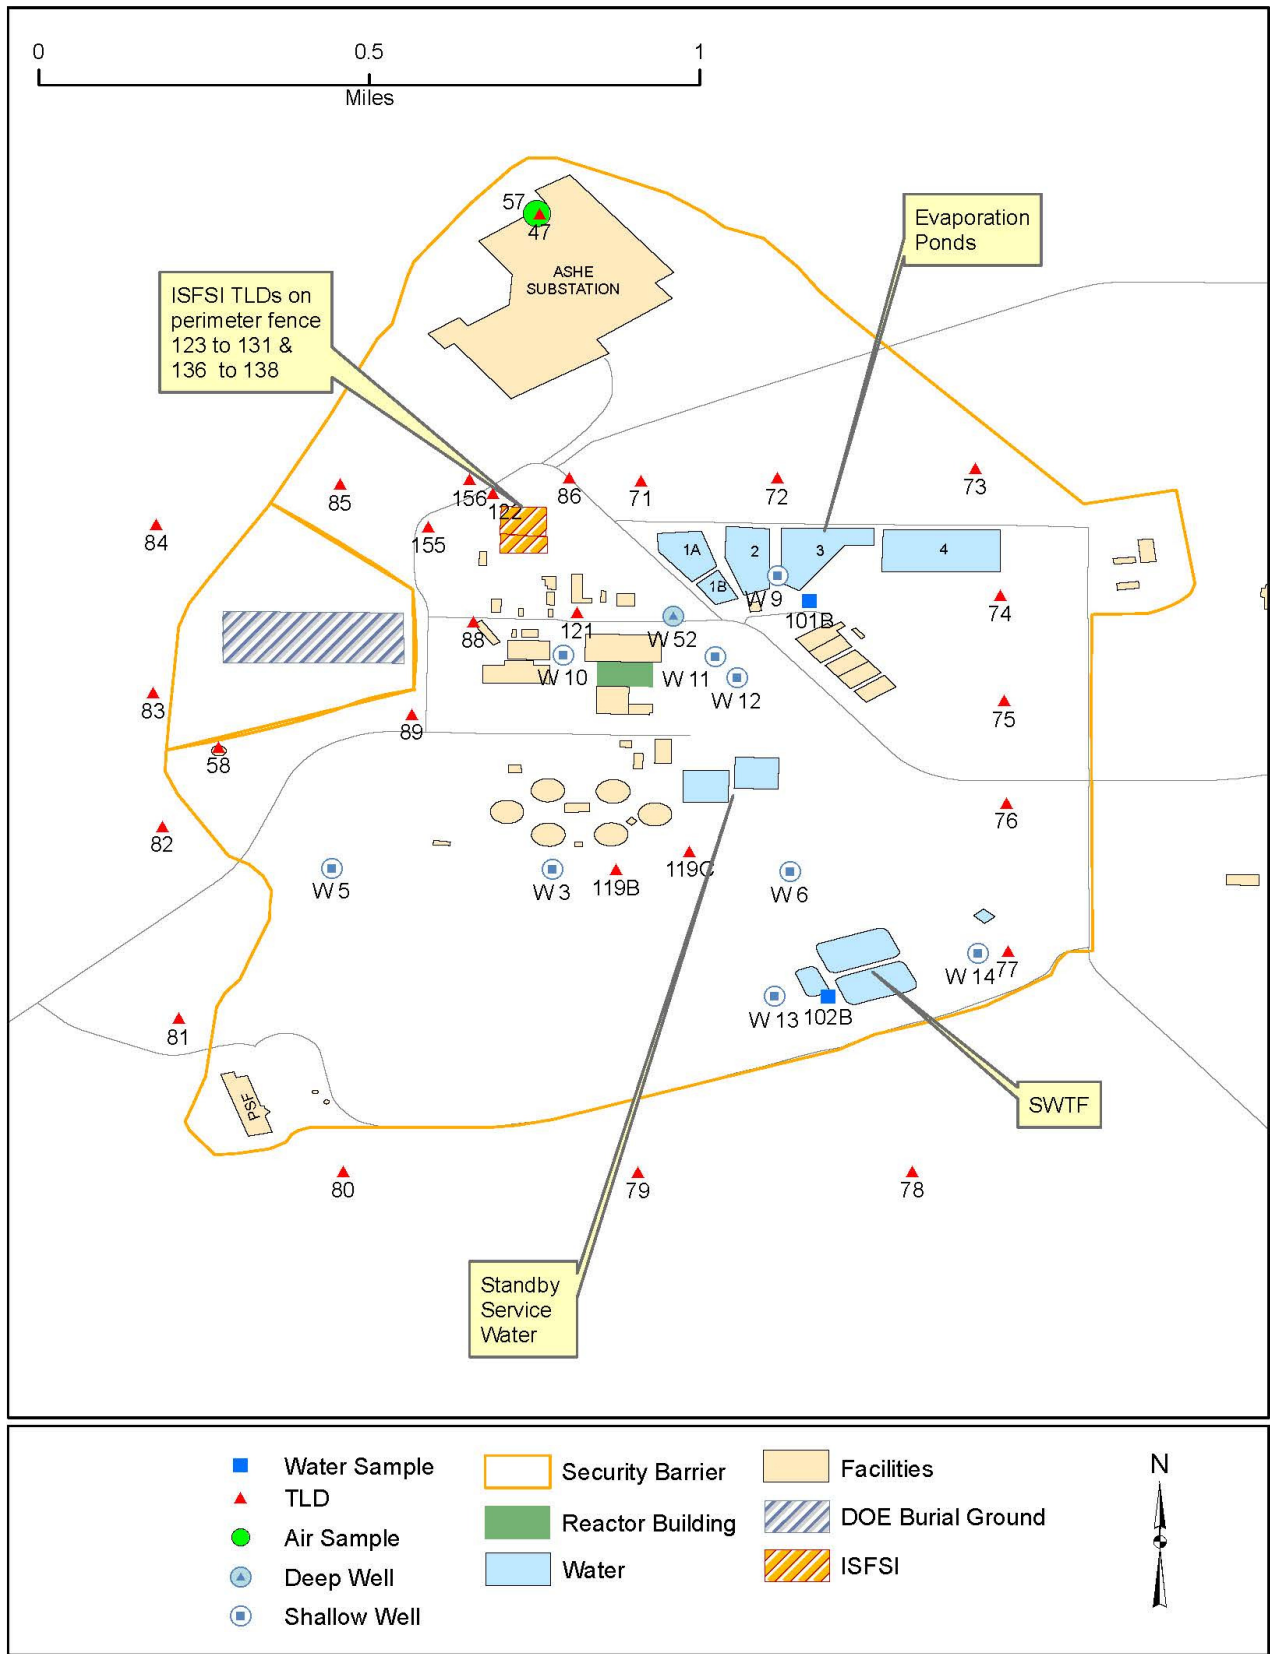 0 0.5 1
Miles
57
47
ASHE
SUBSTATION
Evaporation
Ponds
ISFSI TLDs on
perimeter fence
123 to 131 &
136 to 138
85
156
122
86
71
72
73
84
155
1A
2
3
4
1B
W 9
101B
74
88
121
W 52
W 10
W 11
W 12
83
89
75
58
82
76
W 5
W 3
119B
119C
W 6
W 14
77
W 13
102B
81
PSF
SWTF
80
79
78
Standby
Service
Water
Water Sample
TLD
Air Sample
Deep Well
Shallow Well
Security Barrier
Reactor Building
Water
Facilities
DOE Burial Ground
ISFSI
N